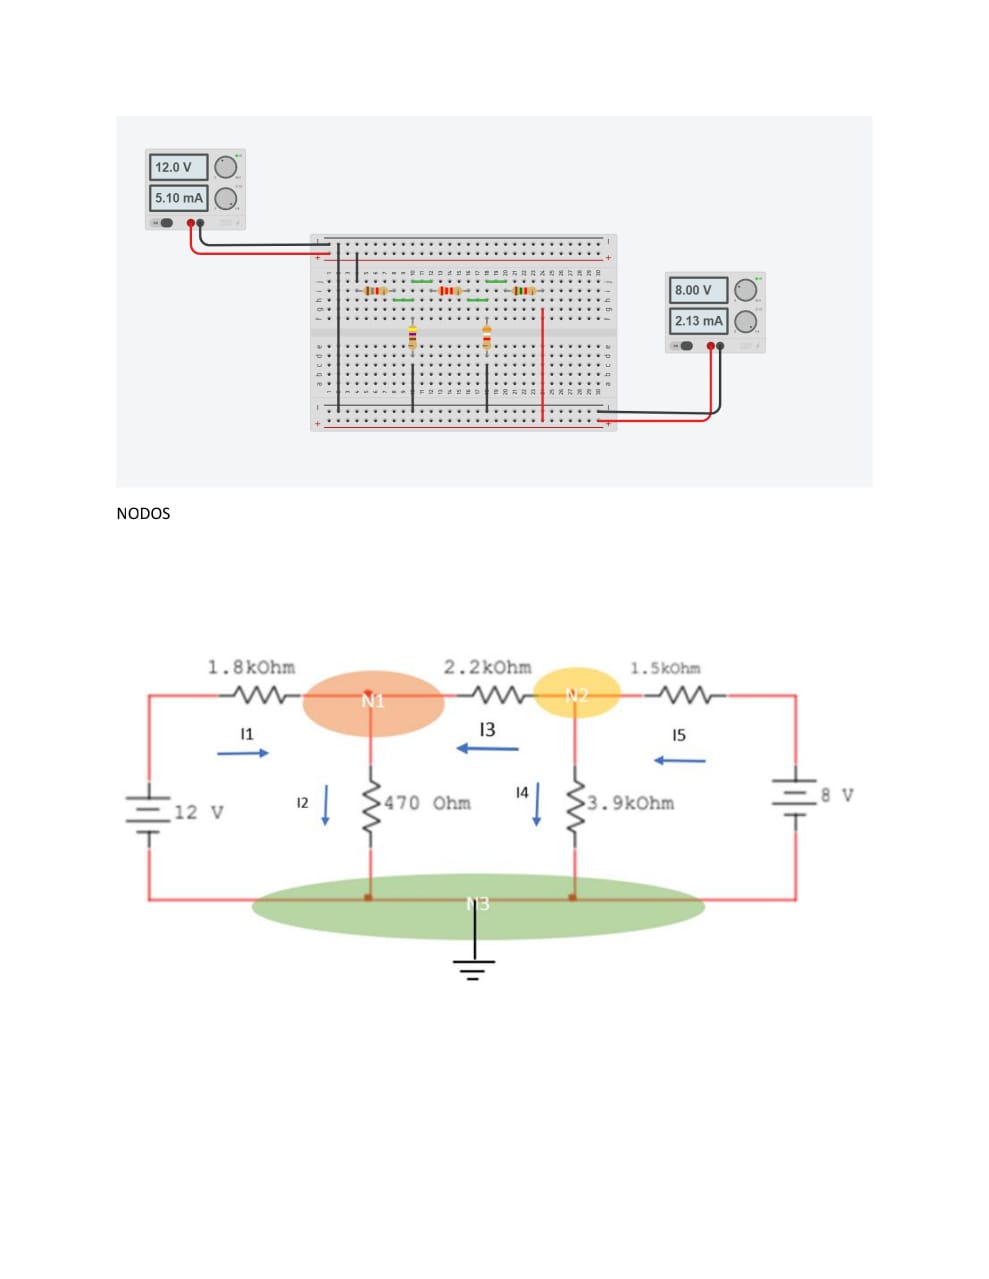 12.0 V
5.10 mA
8.00 V
2.13 mA
NODOS
1.8kOhm
2.2kOhm
1.5kOhm
N1
N2
I1
I3
I5
I2
470 Ohm
I4
3.9kOhm
12 V
8 V
N3